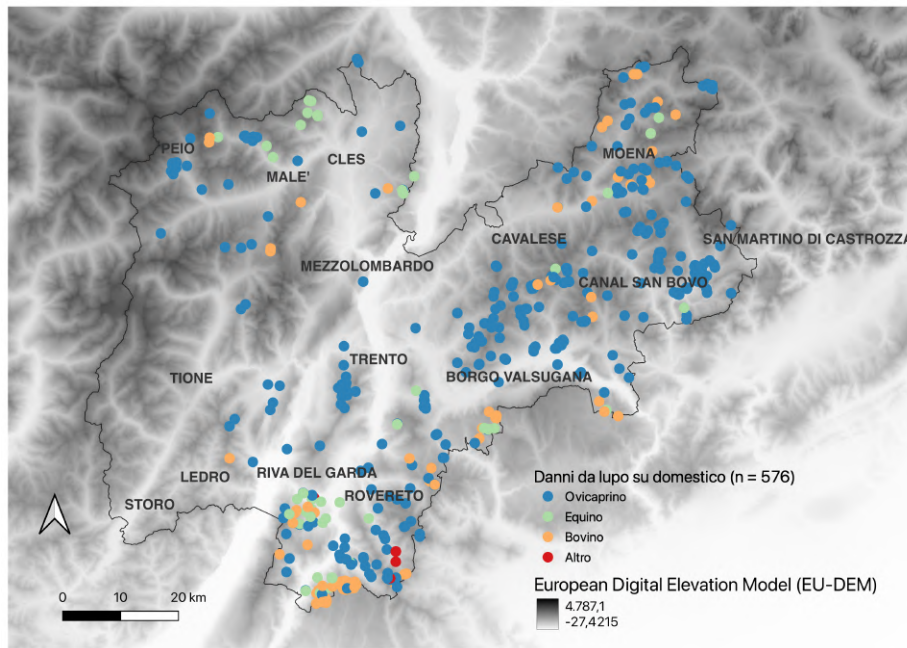 PEIO
CLES
MALE'
MOENA
CAVALESE
SAN MARTINO DI CASTROZZA
MEZZOLOMBARDO
CANAL SAN BOVO
TRENTO
TIONE
BORGO VALSUGANA
LEDRO
RIVA DEL GARDA
ROVERETO
STORO
Danni da lupo su domestico (n = 576)
Ovicaprino
Equino
Bovino
Altro
European Digital Elevation Model (EU-DEM)
4.787,1
-27,4215
0 10 20 km